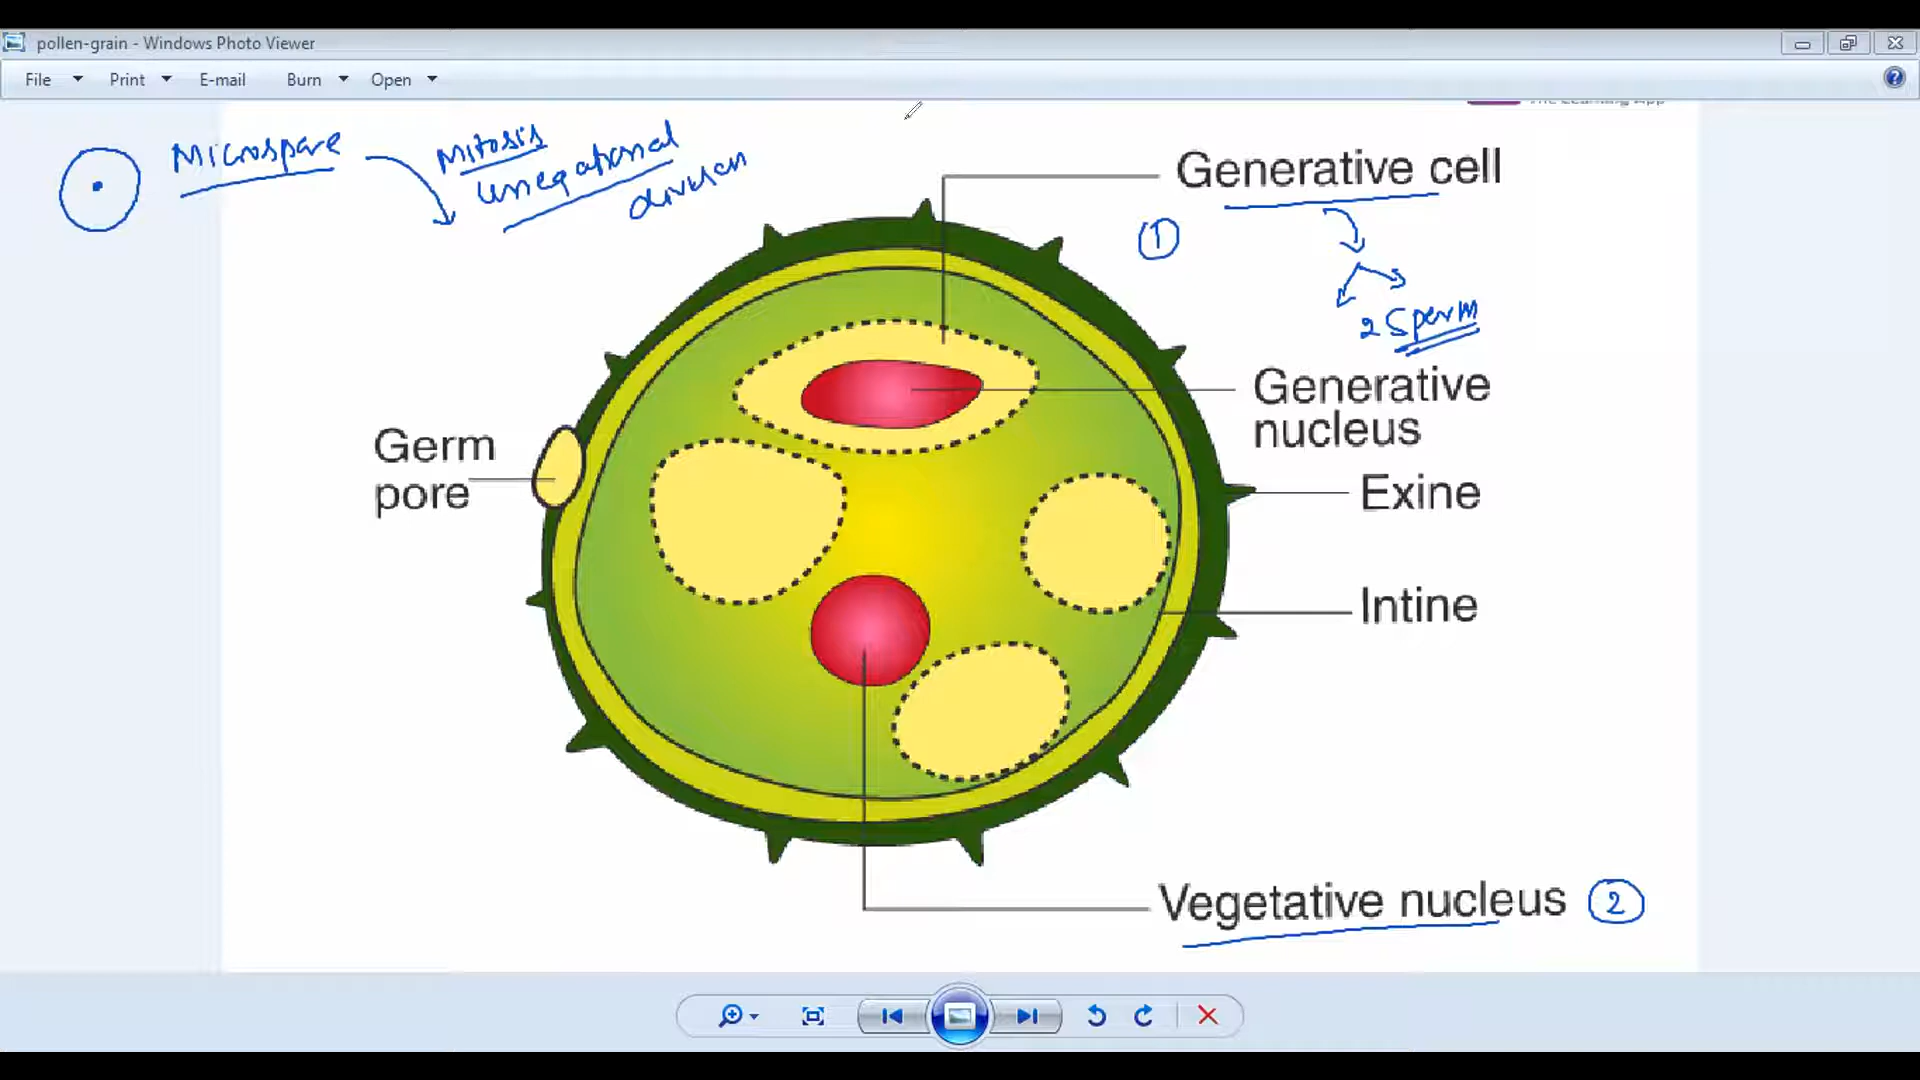 pollen-grain - Windows Photo Viewer
File Print E-mail Burn Open
Microspore
Mitosis
unequational
division
Generative cell
1
2 Sperm
Generative
nucleus
Germ
pore
Exine
Intine
Vegetative nucleus 2